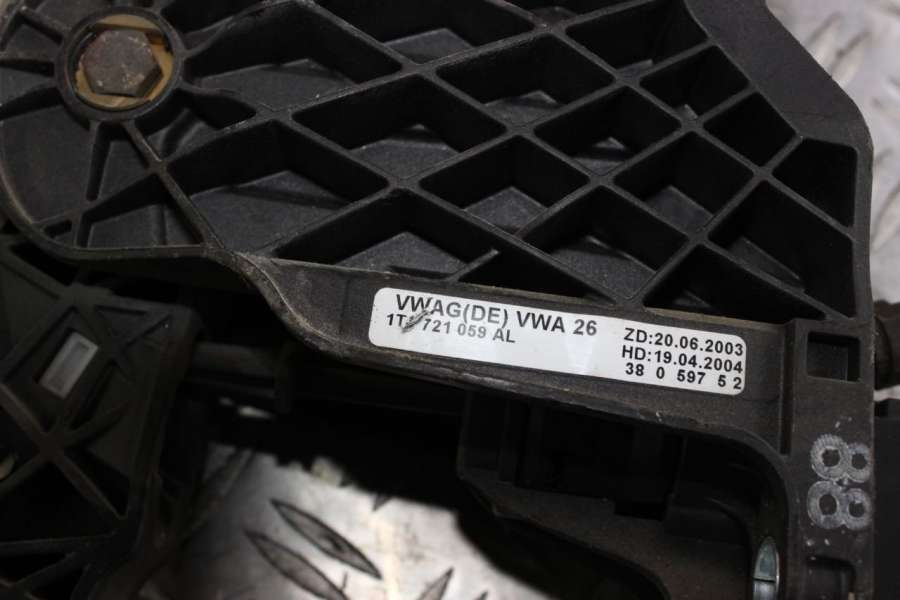 VWAG(DE) VWA 26
721 059 AL
ZD:20.06.2003
HD:19.04.2004
38 0 597 5 2
88